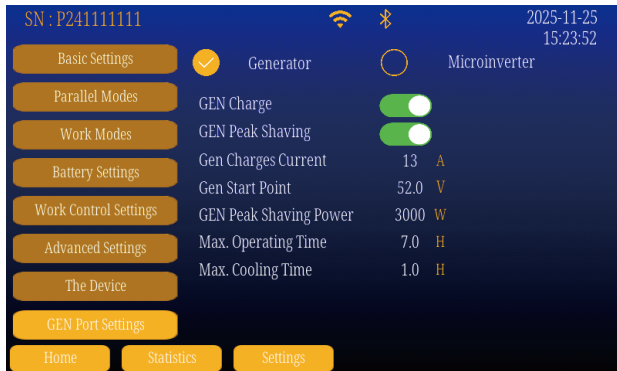 SN : P241111111
2025-11-25
15:23:52
Basic Settings
Generator
Microinverter
Parallel Modes
GEN Charge
Work Modes
GEN Peak Shaving
Gen Charges Current 13 A
Battery Settings
Gen Start Point 52.0 V
Work Control Settings
GEN Peak Shaving Power 3000 W
Advanced Settings
Max. Operating Time 7.0 H
Max. Cooling Time 1.0 H
The Device
GEN Port Settings
Home
Statistics
Settings